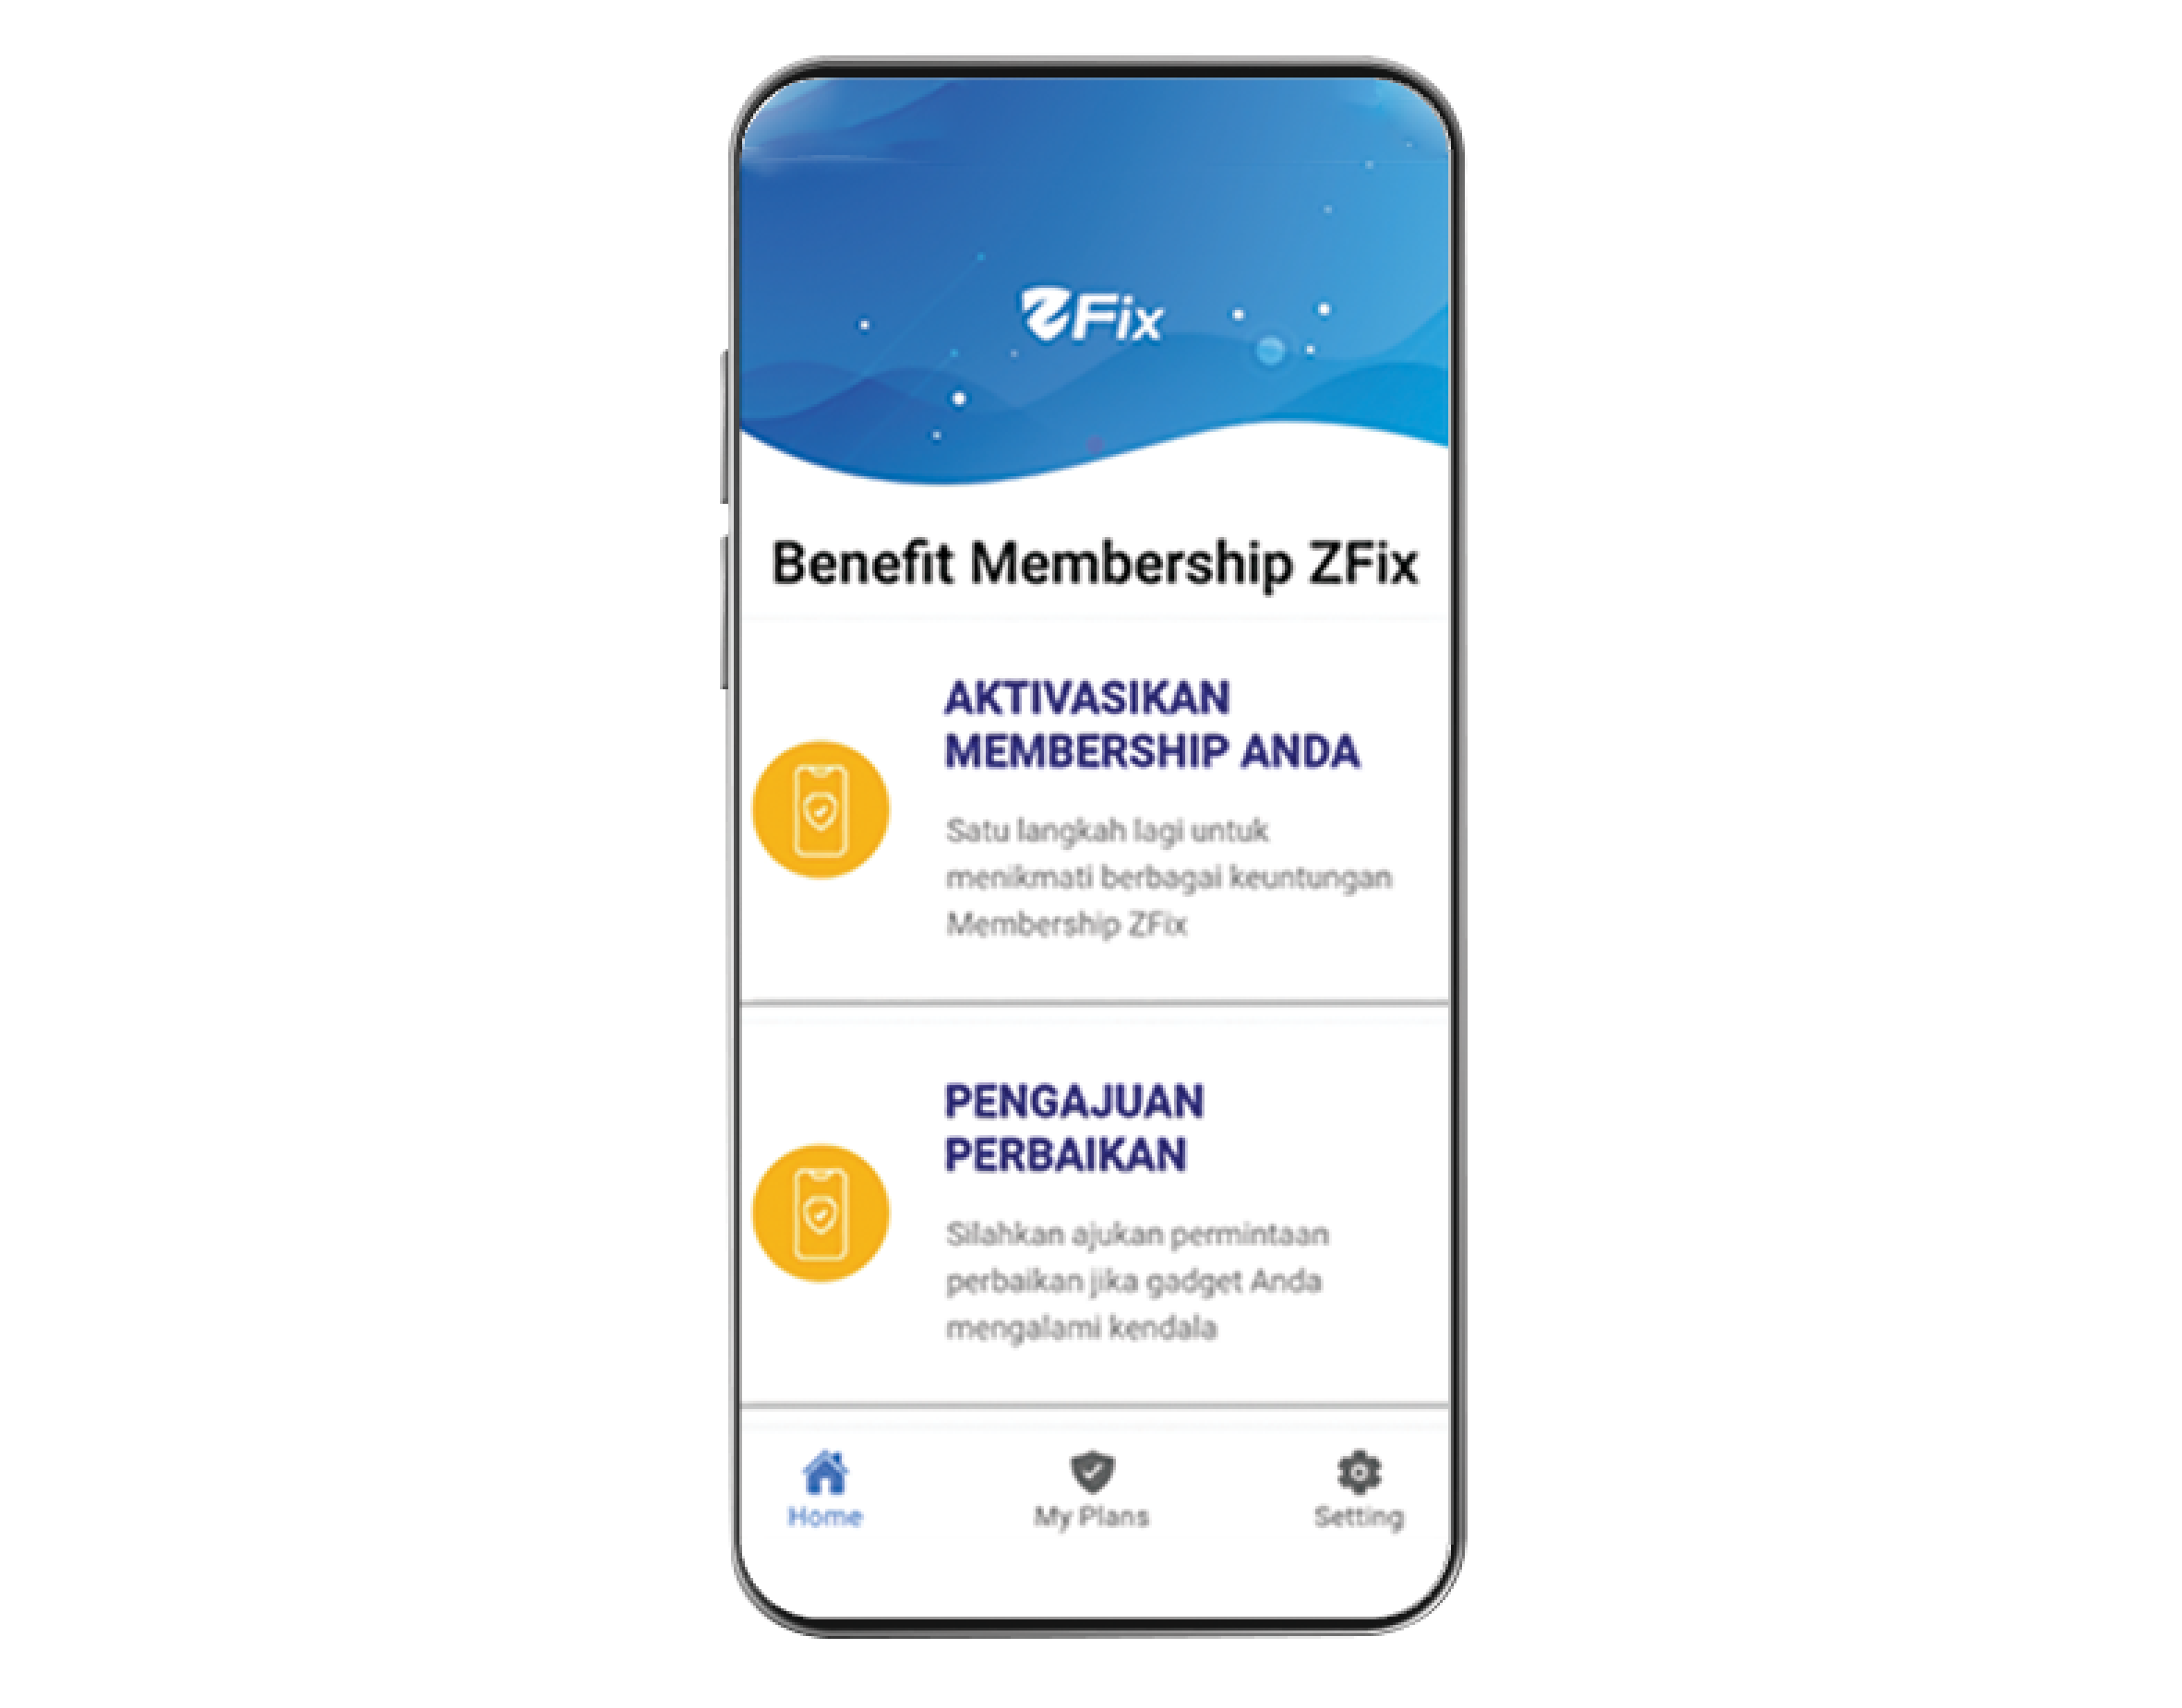 ZFix
Benefit Membership ZFix
AKTIVASIKAN
MEMBERSHIP ANDA
Satu langkah lagi untuk
menikmati berbagai keuntungan
Membership ZFix
PENGAJUAN
PERBAIKAN
Silahkan ajukan permintaan
perbaikan jika gadget Anda
mengalami kendala
Home
My Plans
Setting